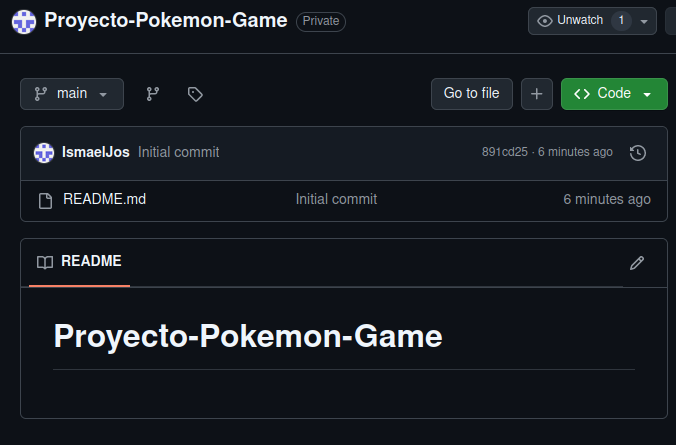 Proyecto-Pokemon-Game Private Unwatch 1
main Go to file Code
IsmaelJos Initial commit 891cd25 · 6 minutes ago
README.md Initial commit 6 minutes ago
README
Proyecto-Pokemon-Game